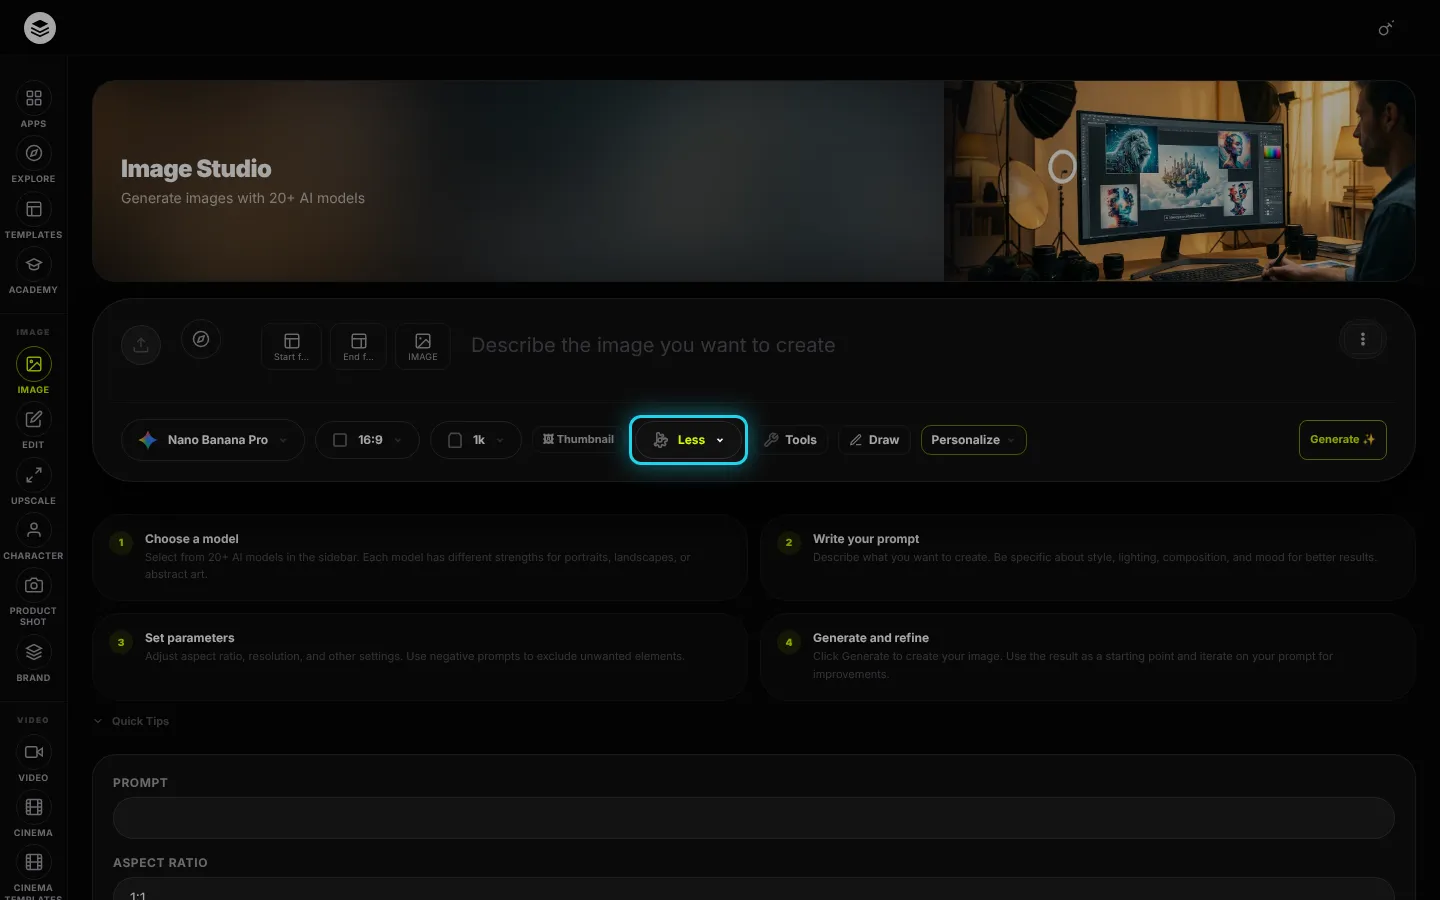 APPS
EXPLORE
TEMPLATES
ACADEMY
IMAGE
IMAGE
EDIT
UPSCALE
CHARACTER
PRODUCT
SHOT
BRAND
VIDEO
VIDEO
CINEMA
CINEMA
TEMPLATES
Image Studio
Generate images with 20+ AI models
Start f...
End f...
IMAGE
Describe the image you want to create
Nano Banana Pro
16:9
1k
Thumbnail
Less
Tools
Draw
Personalize
Generate ✨
1
Choose a model
Select from 20+ AI models in the sidebar. Each model has different strengths for portraits, landscapes, or
abstract art.
2
Write your prompt
Describe what you want to create. Be specific about style, lighting, composition, and mood for better results.
3
Set parameters
Adjust aspect ratio, resolution, and other settings. Use negative prompts to exclude unwanted elements.
4
Generate and refine
Click Generate to create your image. Use the result as a starting point and iterate on your prompt for
improvements.
Quick Tips
PROMPT
ASPECT RATIO
1:1